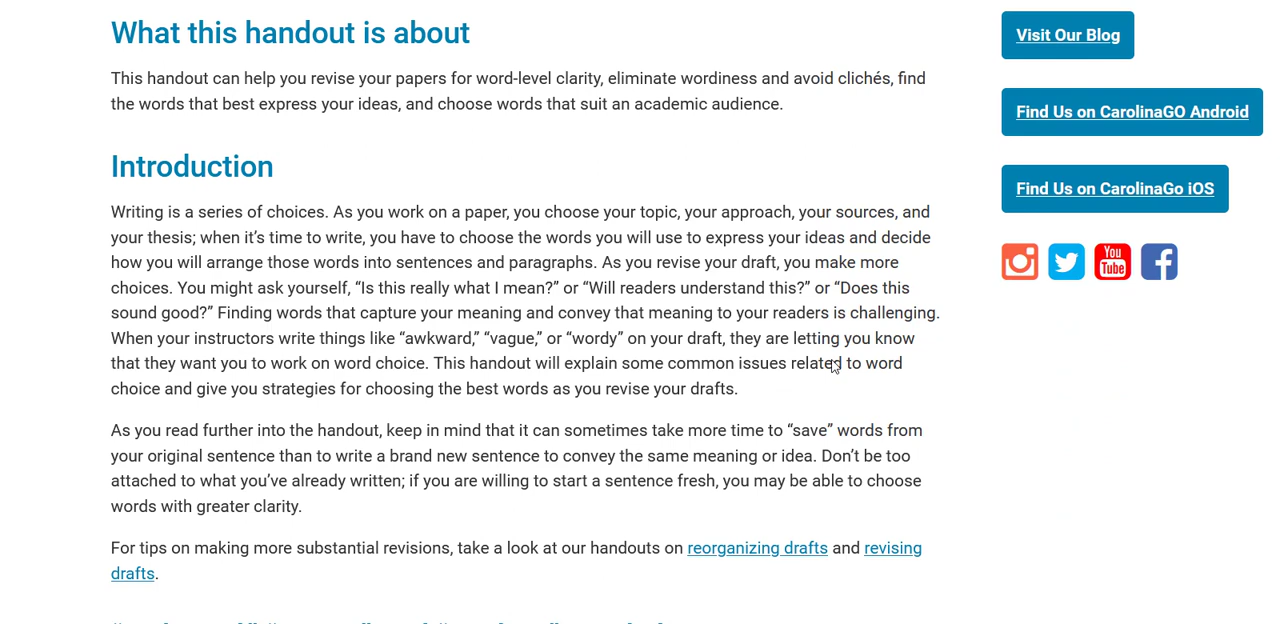 What this handout is about
This handout can help you revise your papers for word-level clarity, eliminate wordiness and avoid clichés, find
the words that best express your ideas, and choose words that suit an academic audience.
Introduction
Writing is a series of choices. As you work on a paper, you choose your topic, your approach, your sources, and
your thesis; when it’s time to write, you have to choose the words you will use to express your ideas and decide
how you will arrange those words into sentences and paragraphs. As you revise your draft, you make more
choices. You might ask yourself, “Is this really what I mean?” or “Will readers understand this?” or “Does this
sound good?” Finding words that capture your meaning and convey that meaning to your readers is challenging.
When your instructors write things like “awkward,” “vague,” or “wordy” on your draft, they are letting you know
that they want you to work on word choice. This handout will explain some common issues related to word
choice and give you strategies for choosing the best words as you revise your drafts.
As you read further into the handout, keep in mind that it can sometimes take more time to “save” words from
your original sentence than to write a brand new sentence to convey the same meaning or idea. Don’t be too
attached to what you’ve already written; if you are willing to start a sentence fresh, you may be able to choose
words with greater clarity.
For tips on making more substantial revisions, take a look at our handouts on reorganizing drafts and revising
drafts.
Visit Our Blog
Find Us on CarolinaGO Android
Find Us on CarolinaGo iOS
You
Tube